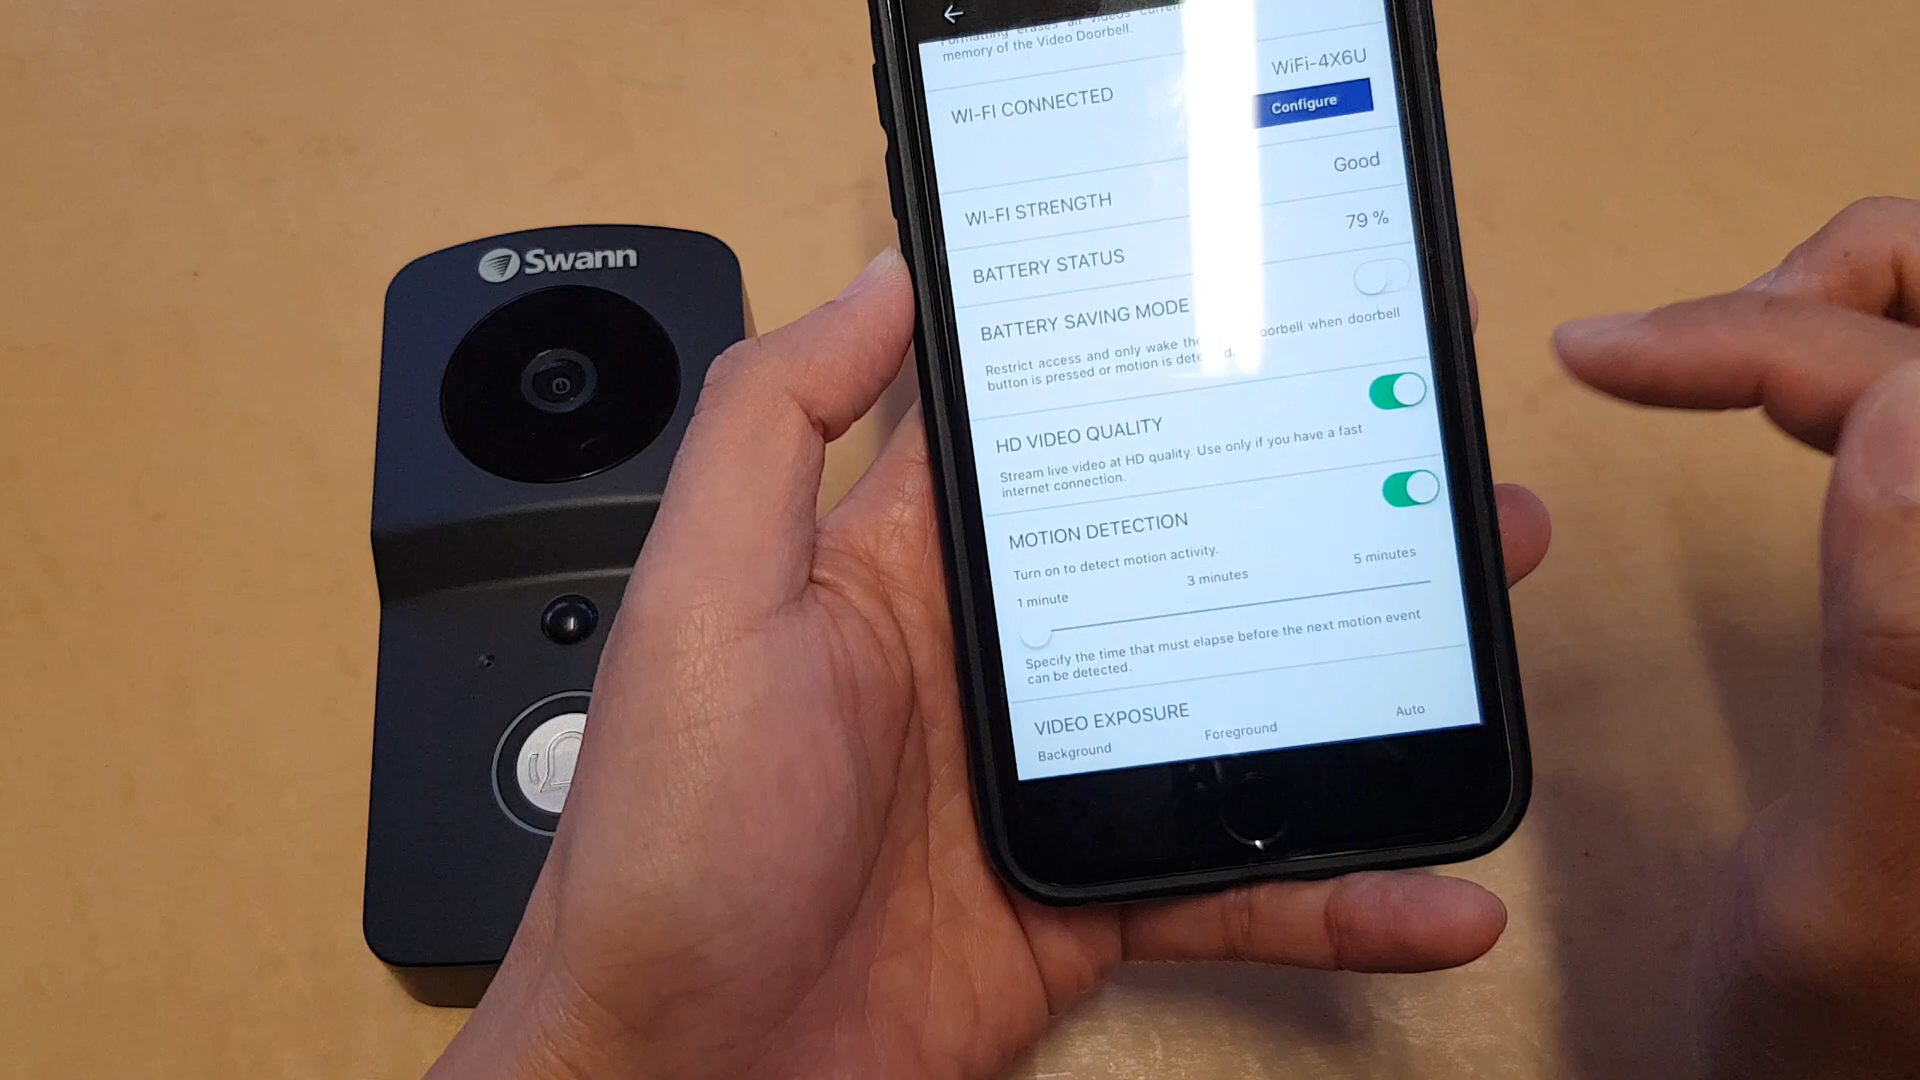 Swann
Formatting erases all videos
memory of the Video Doorbell.
WiFi-4X6U
WI-FI CONNECTED
Configure
WI-FI STRENGTH
Good
BATTERY STATUS
79 %
BATTERY SAVING MODE
Restrict access and only wake the oorbell when doorbell
button is pressed or motion is dete d.
HD VIDEO QUALITY
Stream live video at HD quality. Use only if you have a fast
internet connection.
MOTION DETECTION
Turn on to detect motion activity.
1 minute 3 minutes 5 minutes
Specify the time that must elapse before the next motion event
can be detected.
VIDEO EXPOSURE
Background Foreground Auto